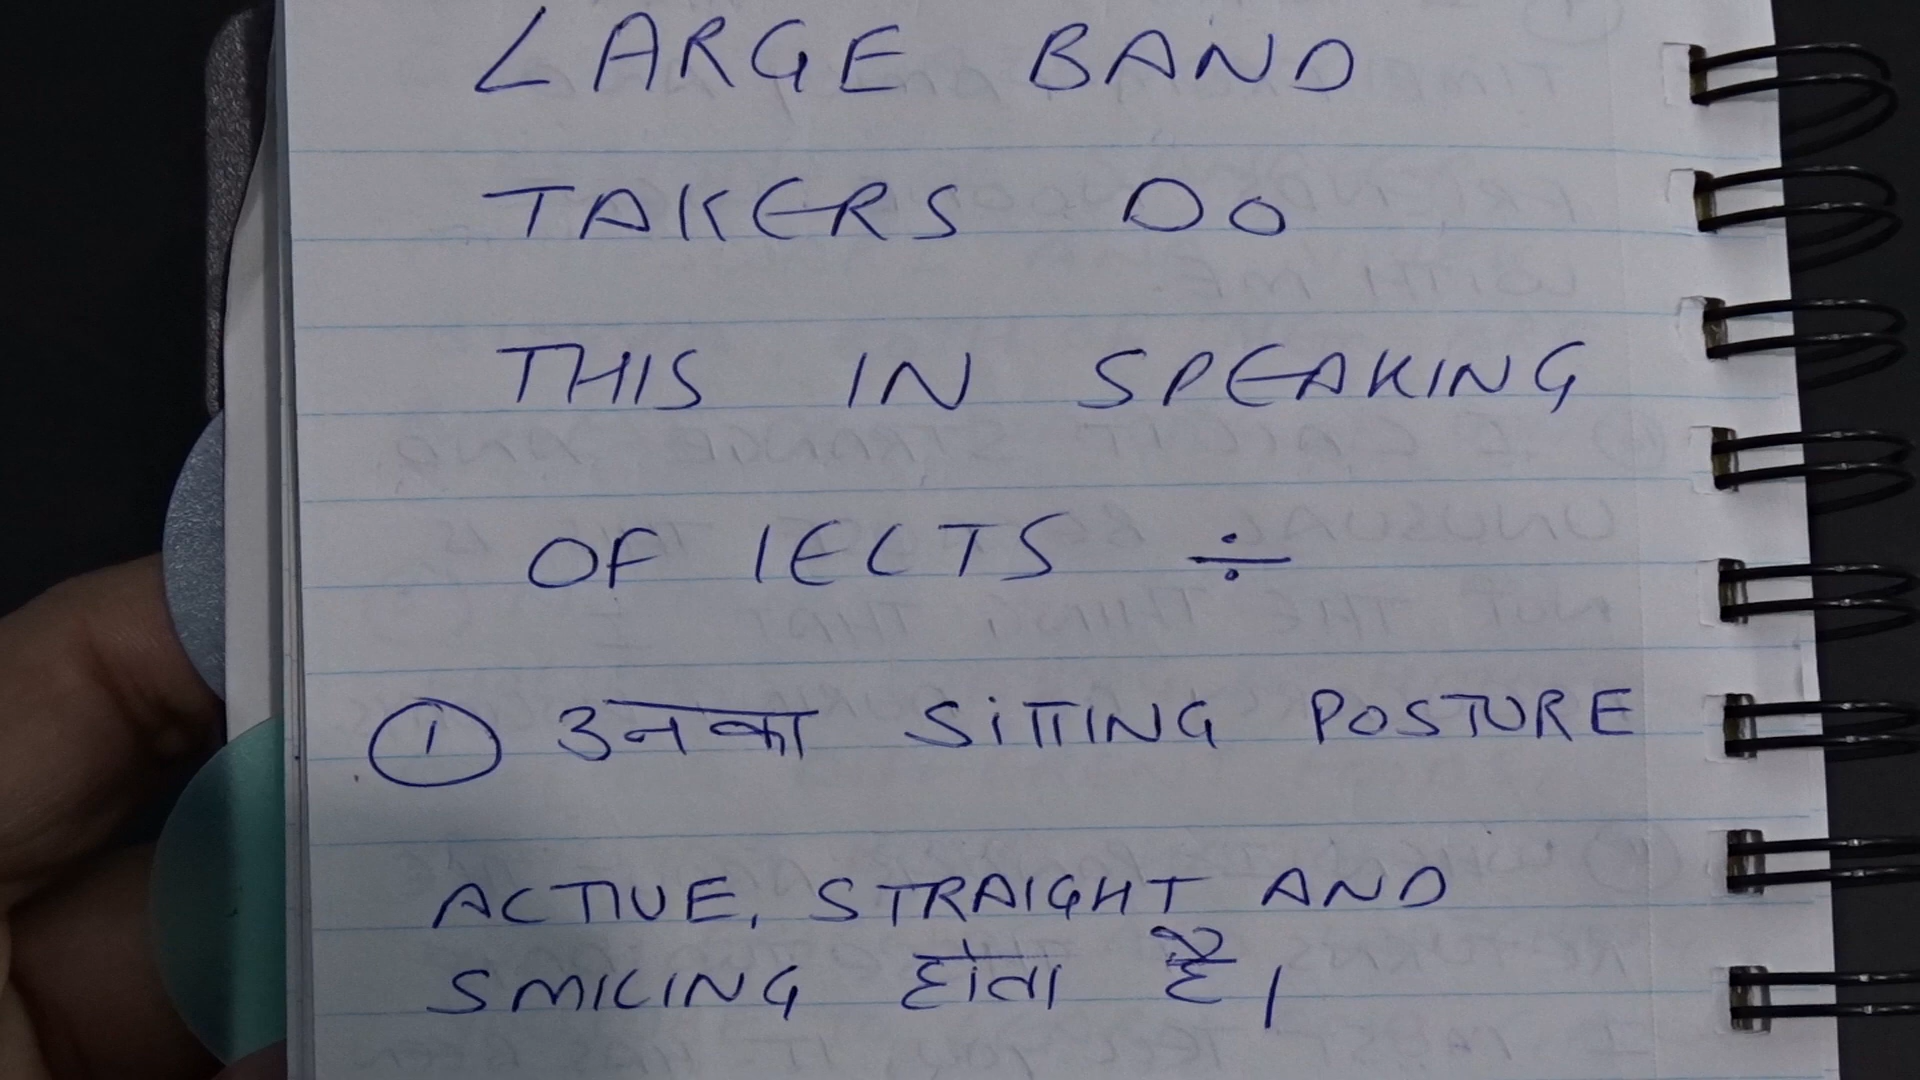 LARGE BAND
TAKERS DO
THIS IN SPEAKING
OF IELTS ÷
① उनका SiTTING POSTURE
ACTIVE, STRAIGHT AND
SMILING होता है।